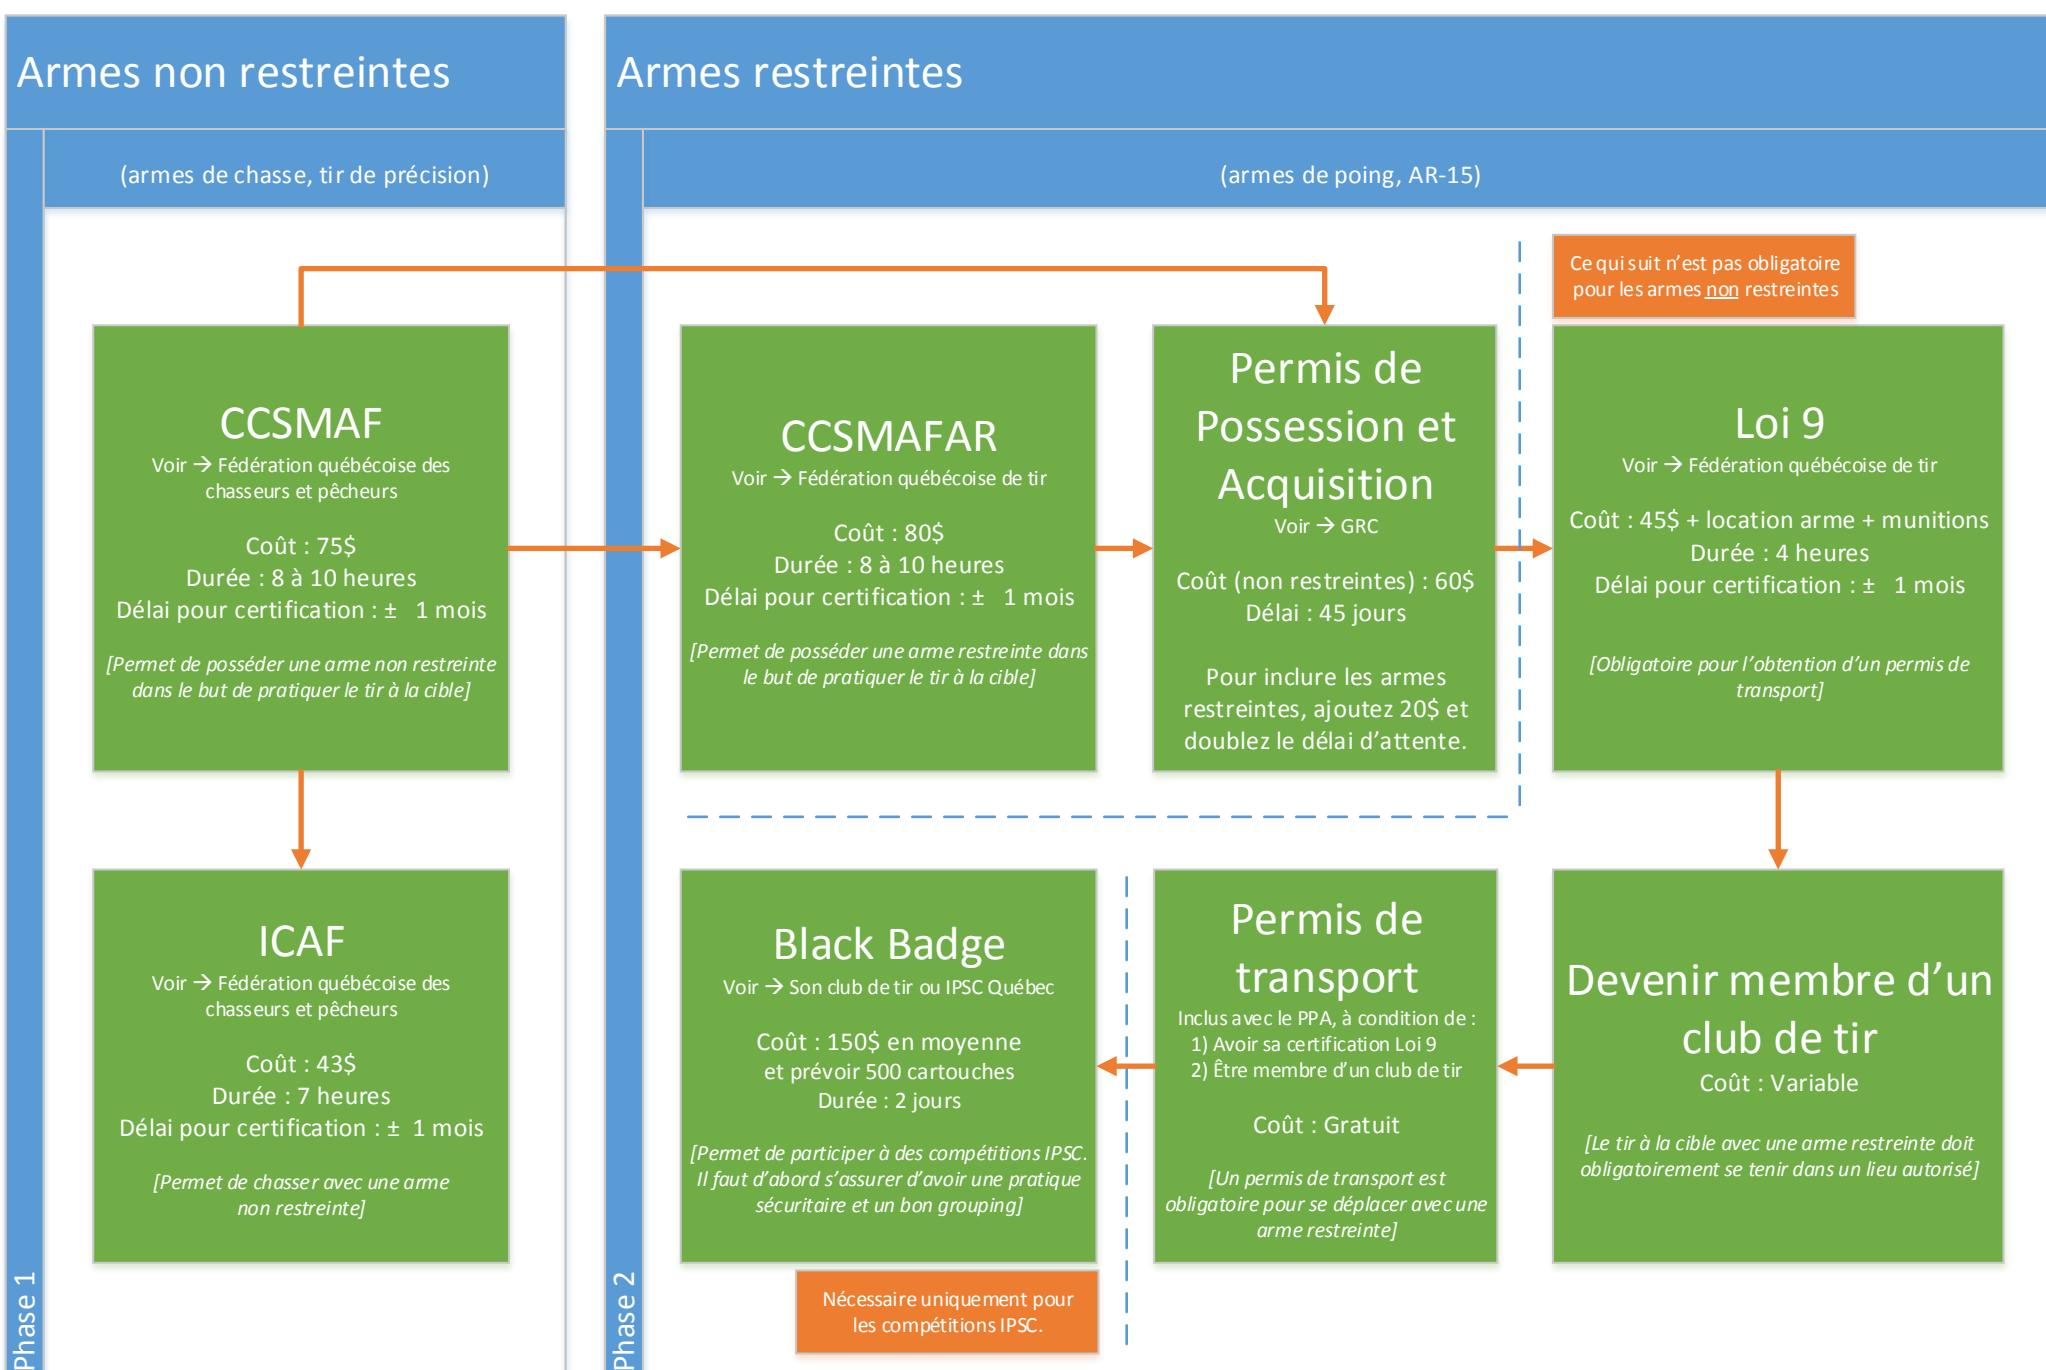 Armes non restreintes
(armes de chasse, tir de précision)
Phase 1
CCSMAF
Voir → Fédération québécoise des
chasseurs et pêcheurs
Coût : 75$
Durée : 8 à 10 heures
Délai pour certification : ± 1 mois
[Permet de posséder une arme non restreinte
dans le but de pratiquer le tir à la cible]
ICAF
Voir → Fédération québécoise des
chasseurs et pêcheurs
Coût : 43$
Durée : 7 heures
Délai pour certification : ± 1 mois
[Permet de chasser avec une arme
non restreinte]
Armes restreintes
(armes de poing, AR-15)
Phase 2
CCSMAFAR
Voir → Fédération québécoise de tir
Coût : 80$
Durée : 8 à 10 heures
Délai pour certification : ± 1 mois
[Permet de posséder une arme restreinte dans
le but de pratiquer le tir à la cible]
Permis de
Possession et
Acquisition
Voir → GRC
Coût (non restreintes) : 60$
Délai : 45 jours
Pour inclure les armes
restreintes, ajoutez 20$ et
doublez le délai d’attente.
Ce qui suit n’est pas obligatoire
pour les armes non restreintes
Loi 9
Voir → Fédération québécoise de tir
Coût : 45$ + location arme + munitions
Durée : 4 heures
Délai pour certification : ± 1 mois
[Obligatoire pour l’obtention d’un permis de
transport]
Devenir membre d’un
club de tir
Coût : Variable
[Le tir à la cible avec une arme restreinte doit
obligatoirement se tenir dans un lieu autorisé]
Permis de
transport
Inclus avec le PPA, à condition de :
1) Avoir sa certification Loi 9
2) Être membre d’un club de tir
Coût : Gratuit
[Un permis de transport est
obligatoire pour se déplacer avec une
arme restreinte]
Black Badge
Voir → Son club de tir ou IPSC Québec
Coût : 150$ en moyenne
et prévoir 500 cartouches
Durée : 2 jours
[Permet de participer à des compétitions IPSC.
Il faut d’abord s’assurer d’avoir une pratique
sécuritaire et un bon grouping]
Nécessaire uniquement pour
les compétitions IPSC.